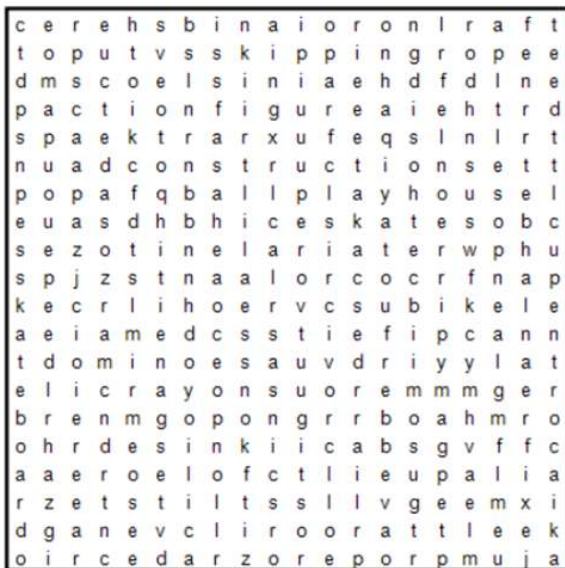 c e r e h s b i n a i o r o n l r a f t
t o p u t v s s k i p p i n g r o p e e
d m s c o e l s i n i a e h d f d l n e
p a c t i o n f i g u r e a i e h t r d
s p a e k t r a r x u f e q s l n l r t
n u a d c o n s t r u c t i o n s e t t
p o p a f q b a l l p l a y h o u s e l
e u a s d h b h i c e s k a t e s o b c
s e z o t i n e l a r i a t e r w p h u
s p j z s t n a a l o r c o c r f n a p
k e c r l i h o e r v c s u b i k e l e
a e i a m e d c s s t i e f i p c a n n
t d o m i n o e s a u v d r i y y l a t
e l i c r a y o n s u o r e m m m g e r
b r e n m g o p o n g r r b o a h m r o
o h r d e s i n k i i c a b s g v f f c
a a e r o e l o f c t l i e u p a l i a
r z e t s t i l t s s l l v g e e m x i
d g a n e v c l i r o o r a t t l e e k
o i r c e d a r z o r e p o r p m u j a